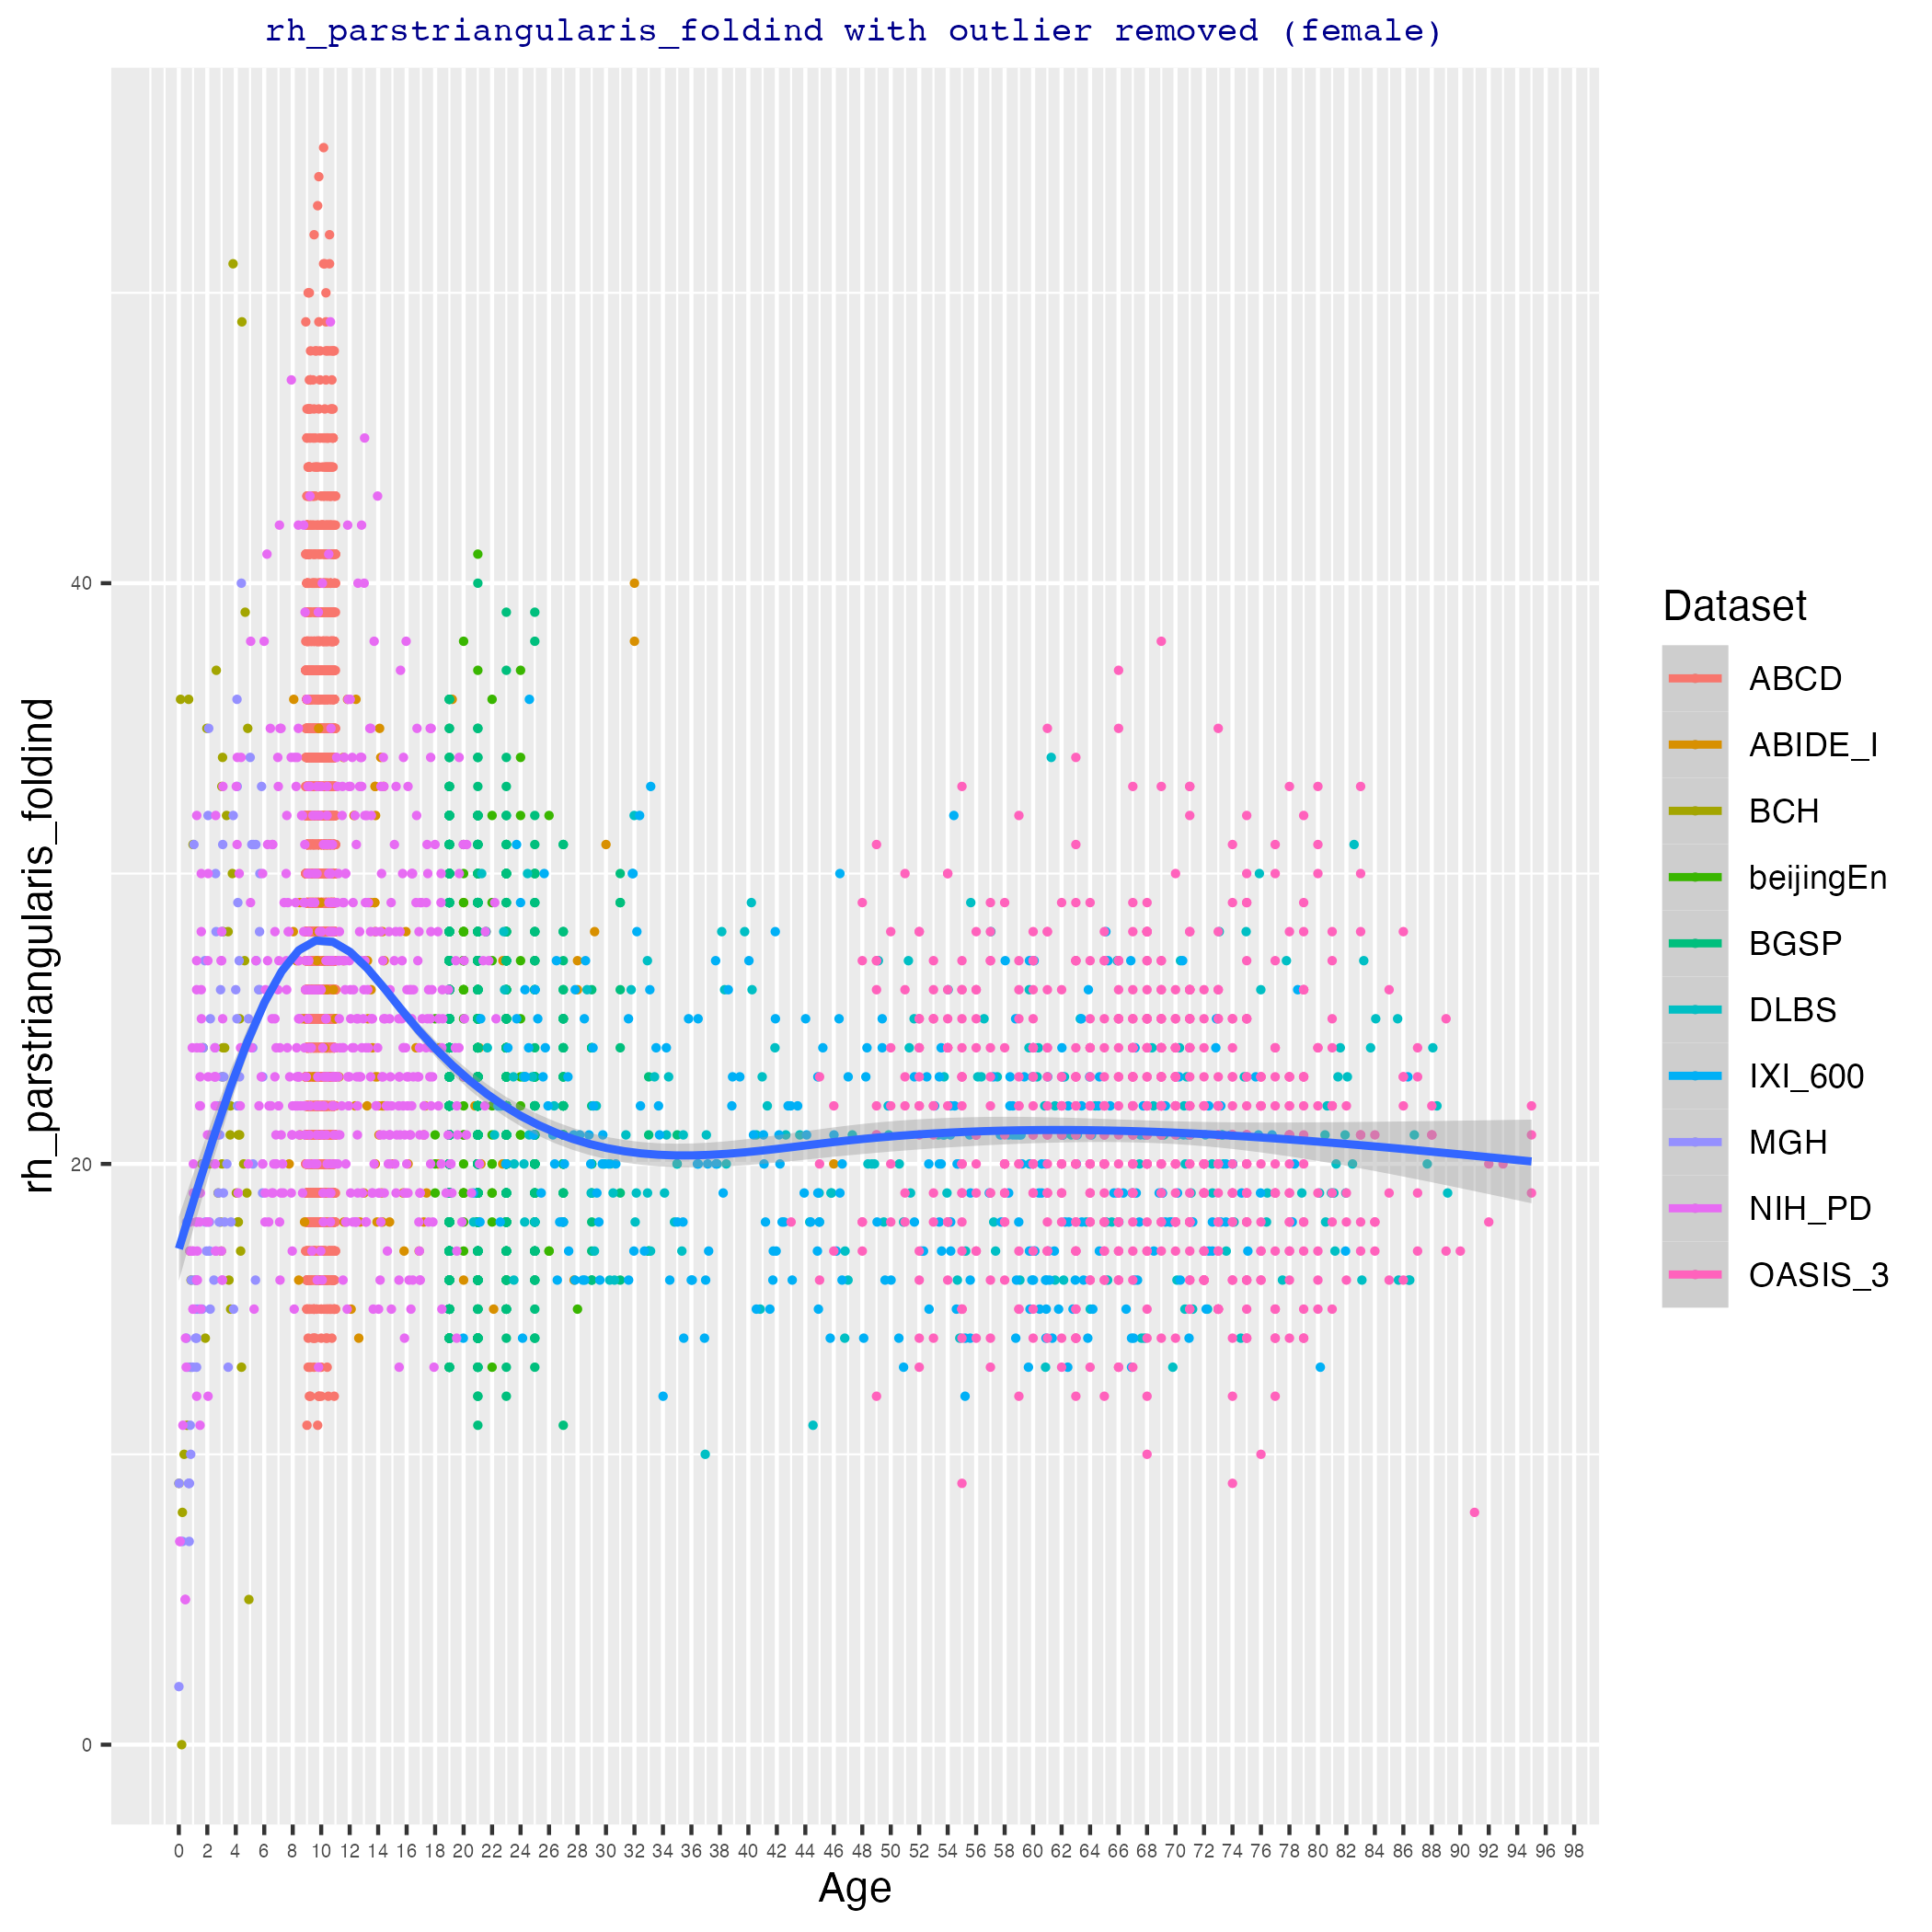 rh_parstriangularis_foldind with outlier removed (female)
rh_parstriangularis_foldind
40
20
0
0 2 4 6 8 10 12 14 16 18 20 22 24 26 28 30 32 34 36 38 40 42 44 46 48 50 52 54 56 58 60 62 64 66 68 70 72 74 76 78 80 82 84 86 88 90 92 94 96 98
Age
Dataset
ABCD
ABIDE_I
BCH
beijingEn
BGSP
DLBS
IXI_600
MGH
NIH_PD
OASIS_3